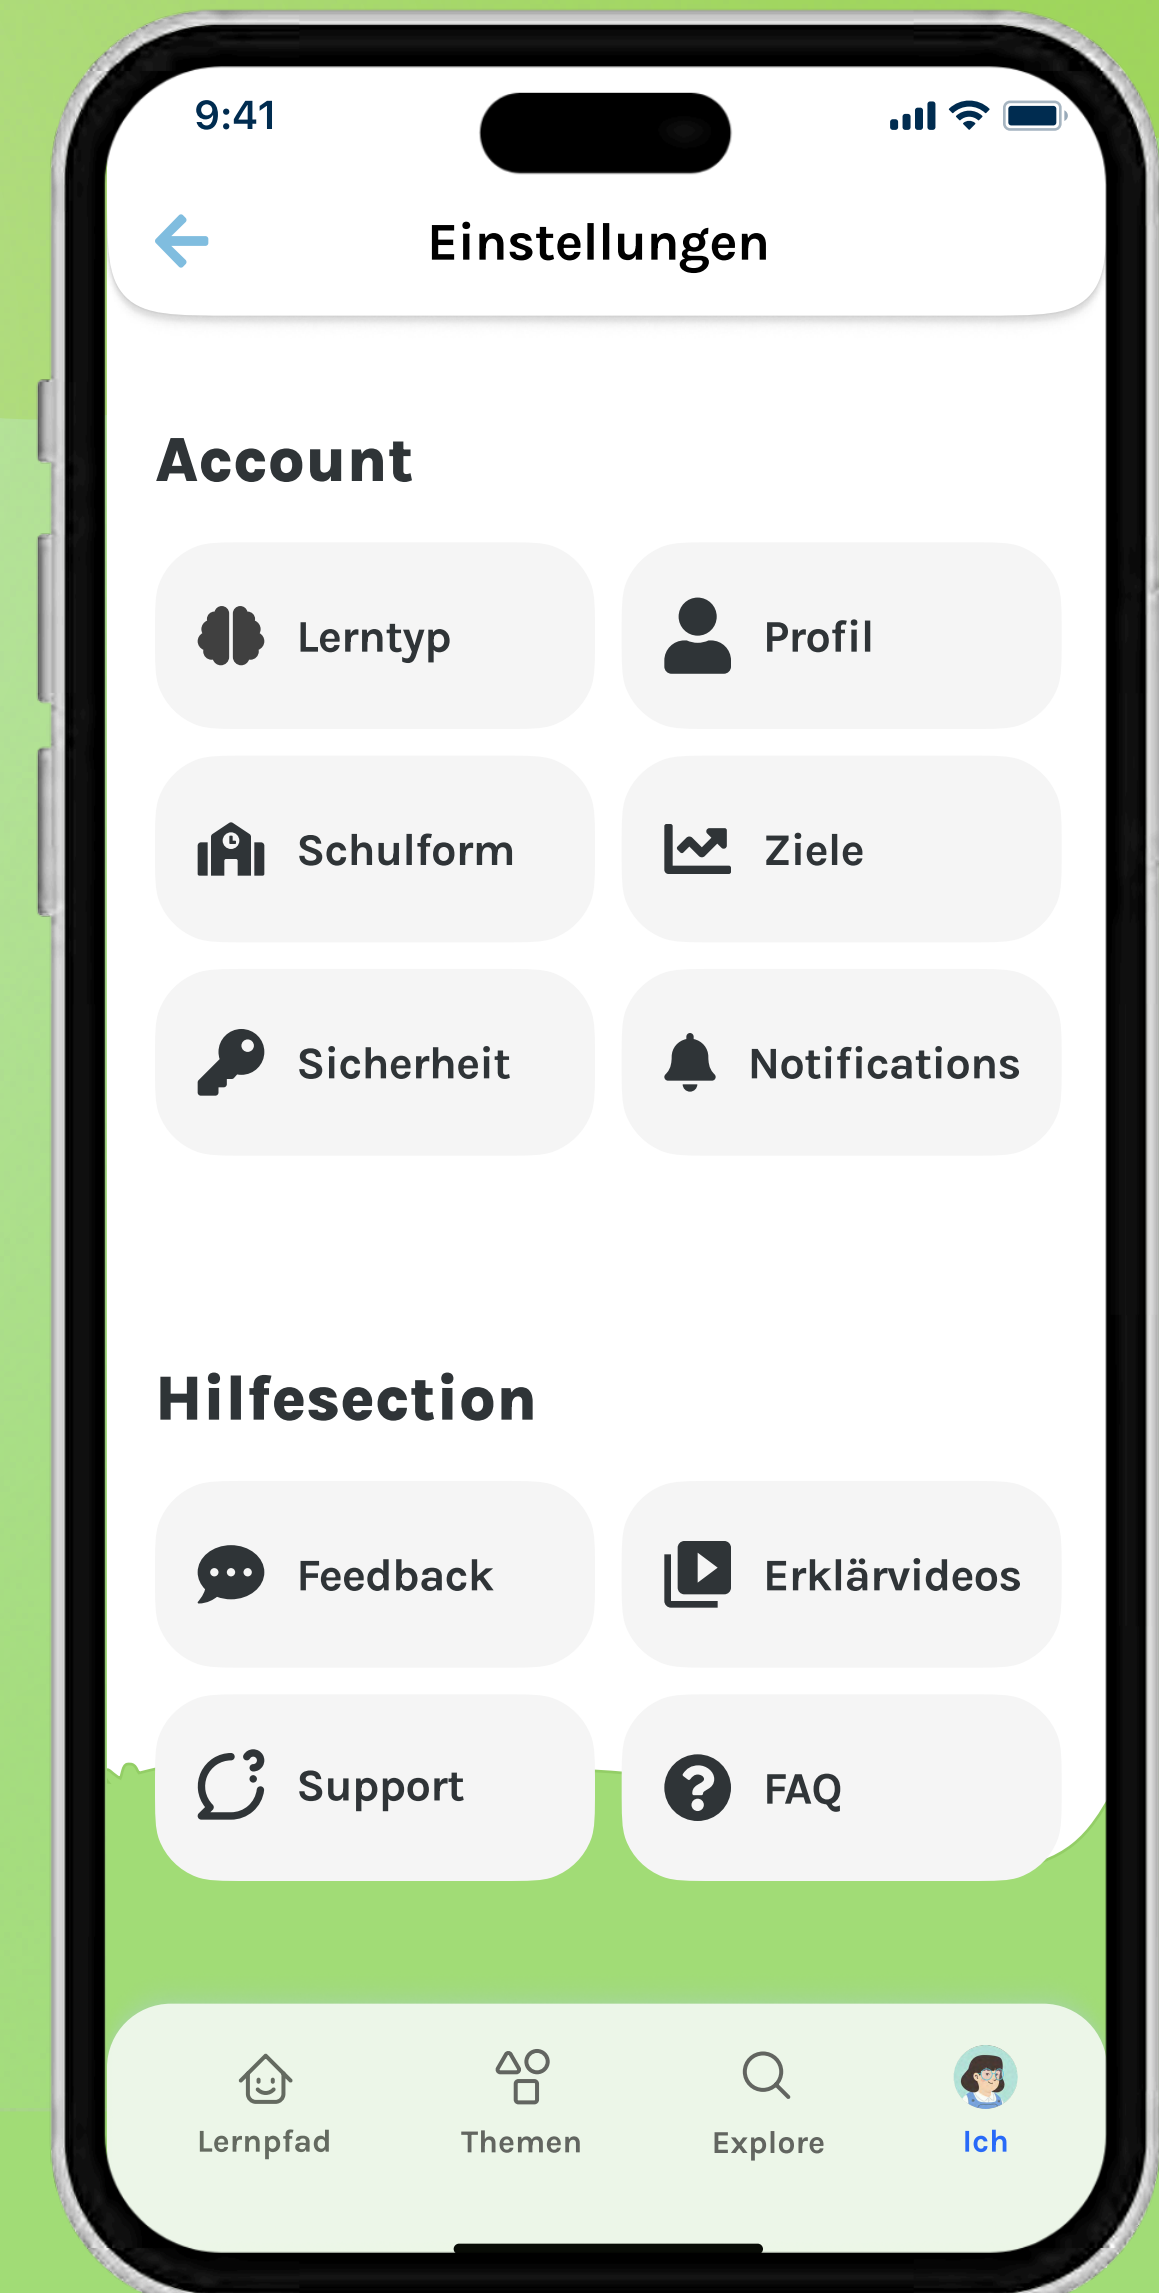 9:41
Einstellungen
Account
Lerntyp
Profil
Schulform
Ziele
Sicherheit
Notifications
Hilfesection
Feedback
Erklärvideos
Support
FAQ
Lernpfad
Themen
Explore
Ich